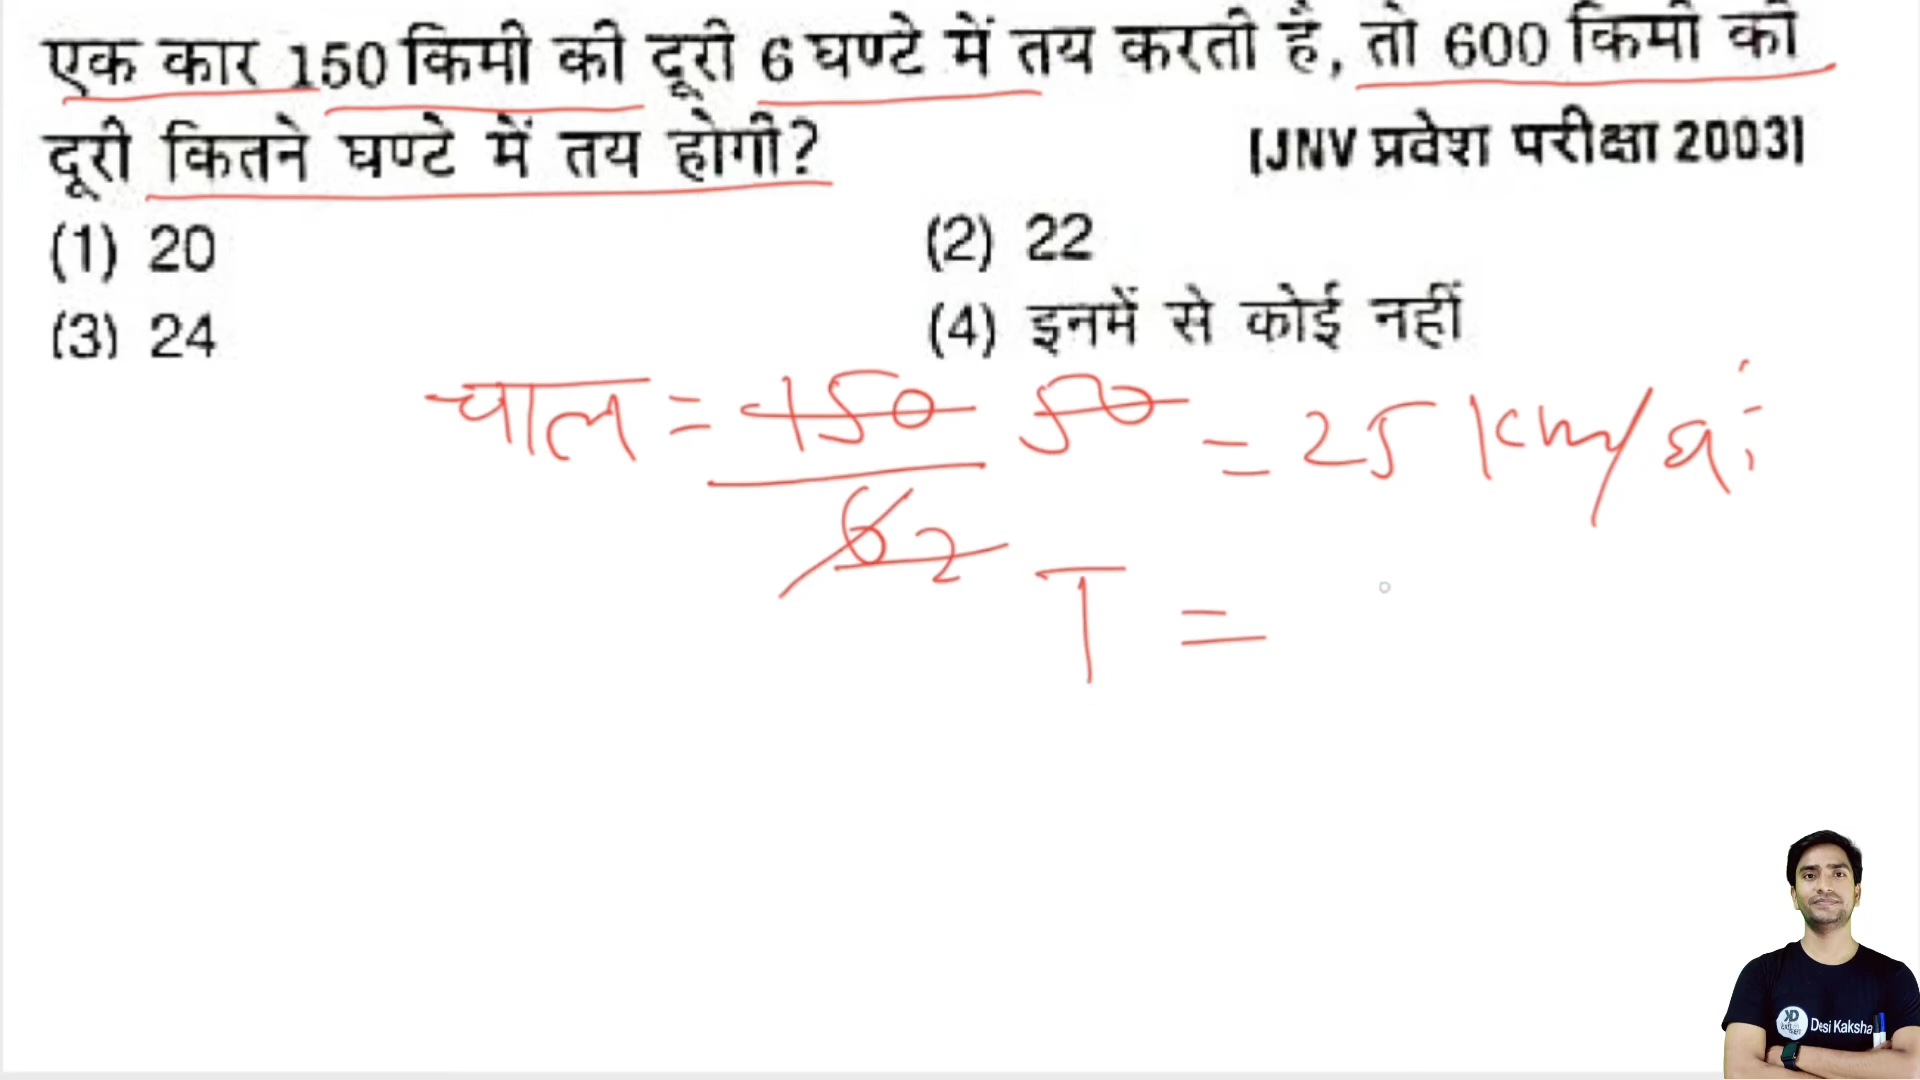 एक कार 150 किमी की दूरी 6 घण्टे में तय करती है, तो 600 किमी की
दूरी कितने घण्टे में तय होगी? [JNV प्रवेश परीक्षा 2003]
(1) 20 (2) 22
(3) 24 (4) इनमें से कोई नहीं
चाल = 150 50 = 25 km/घं
6 2
T =
KD
Desi Kaksha